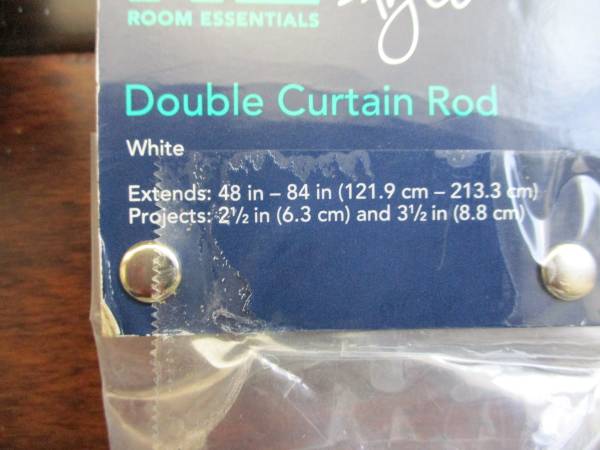 ROOM ESSENTIALS
Double Curtain Rod
White
Extends: 48 in – 84 in (121.9 cm – 213.3 cm)
Projects: 2½ in (6.3 cm) and 3½ in (8.8 cm)